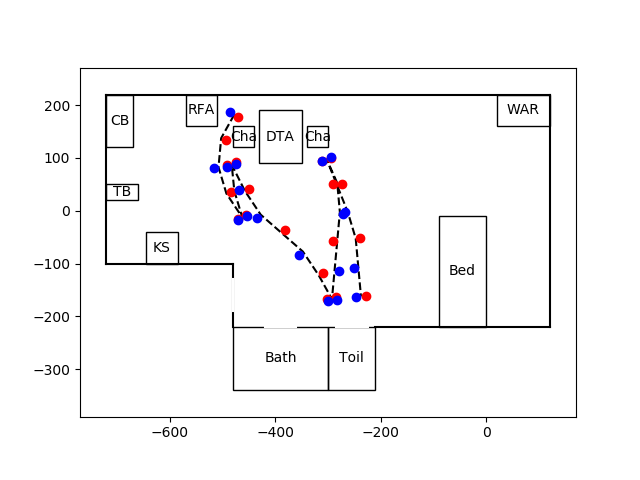 200
100
0
−100
−200
−300
CB
RFA
WAR
Cha
DTA
Cha
TB
KS
Bed
Bath
Toil
−600
−400
−200
0